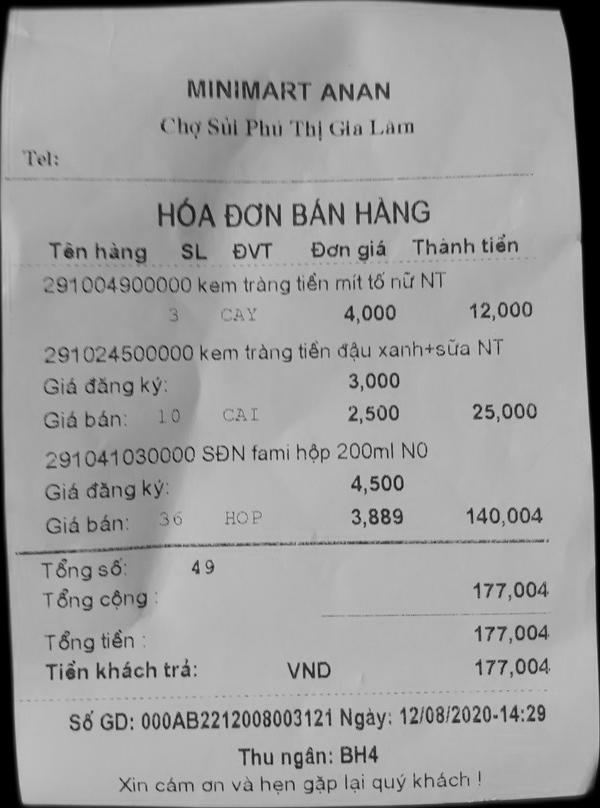 MINIMART ANAN
Chợ Sủi Phú Thị Gia Lâm
Tel:
HÓA ĐƠN BÁN HÀNG
Tên hàng SL ĐVT Đơn giá Thành tiền
291004900000 kem tràng tiền mít tố nữ NT
3 CAY 4,000 12,000
291024500000 kem tràng tiền đậu xanh+sữa NT
Giá đăng ký: 3,000
Giá bán: 10 CAI 2,500 25,000
291041030000 SĐN fami hộp 200ml N0
Giá đăng ký: 4,500
Giá bán: 36 HOP 3,889 140,004
Tổng số: 49
Tổng cộng : 177,004
Tổng tiền : 177,004
Tiền khách trả: VND 177,004
Số GD: 000AB2212008003121 Ngày: 12/08/2020-14:29
Thu ngân: BH4
Xin cám ơn và hẹn gặp lại quý khách !